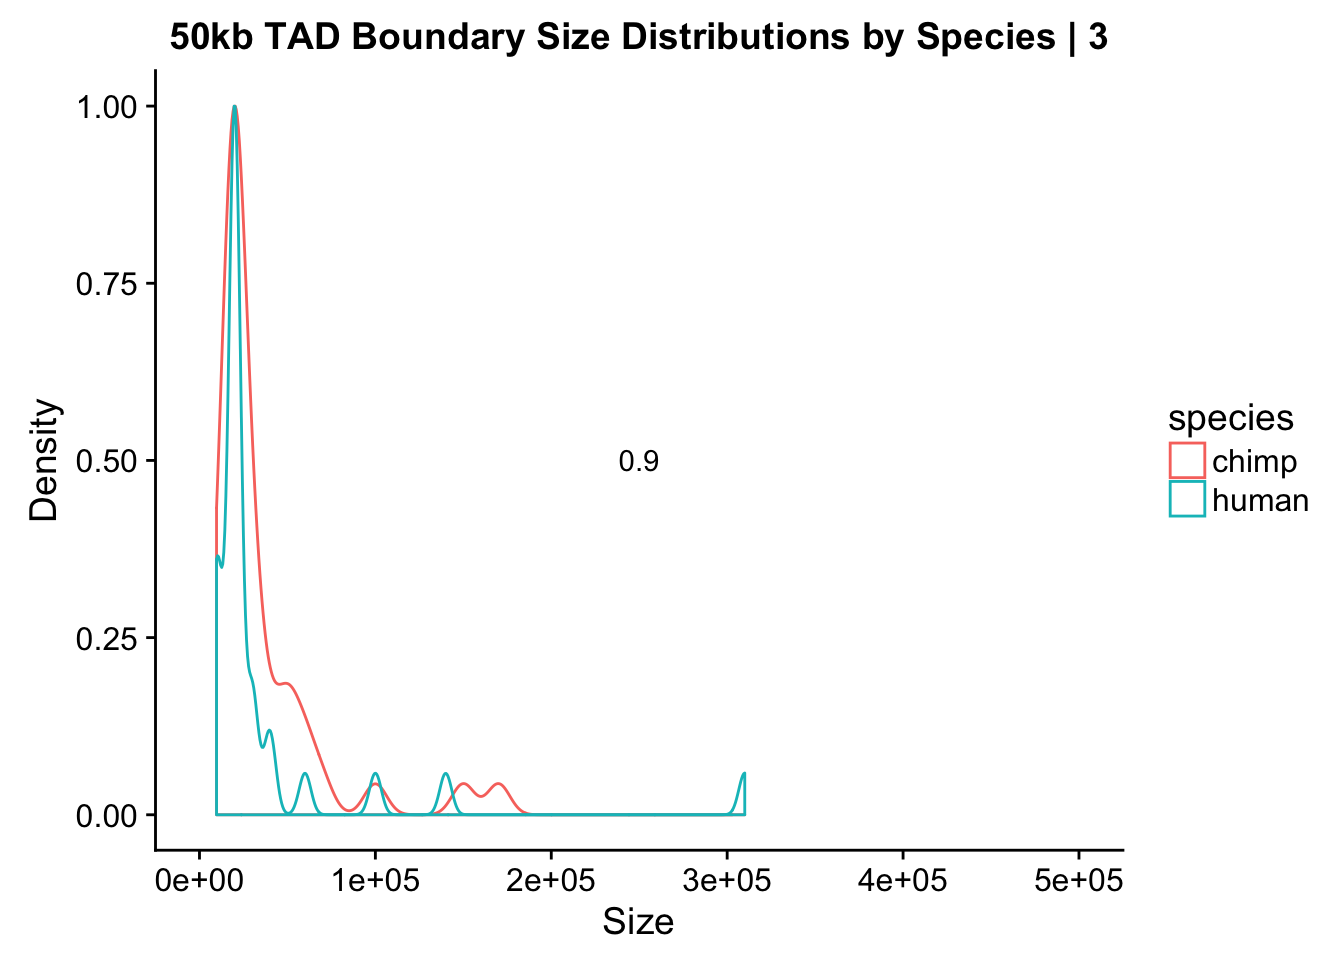 50kb TAD Boundary Size Distributions by Species | 3
1.00
0.75
0.50
0.25
0.00
Density
0.9
0e+00 1e+05 2e+05 3e+05 4e+05 5e+05
Size
species
chimp
human